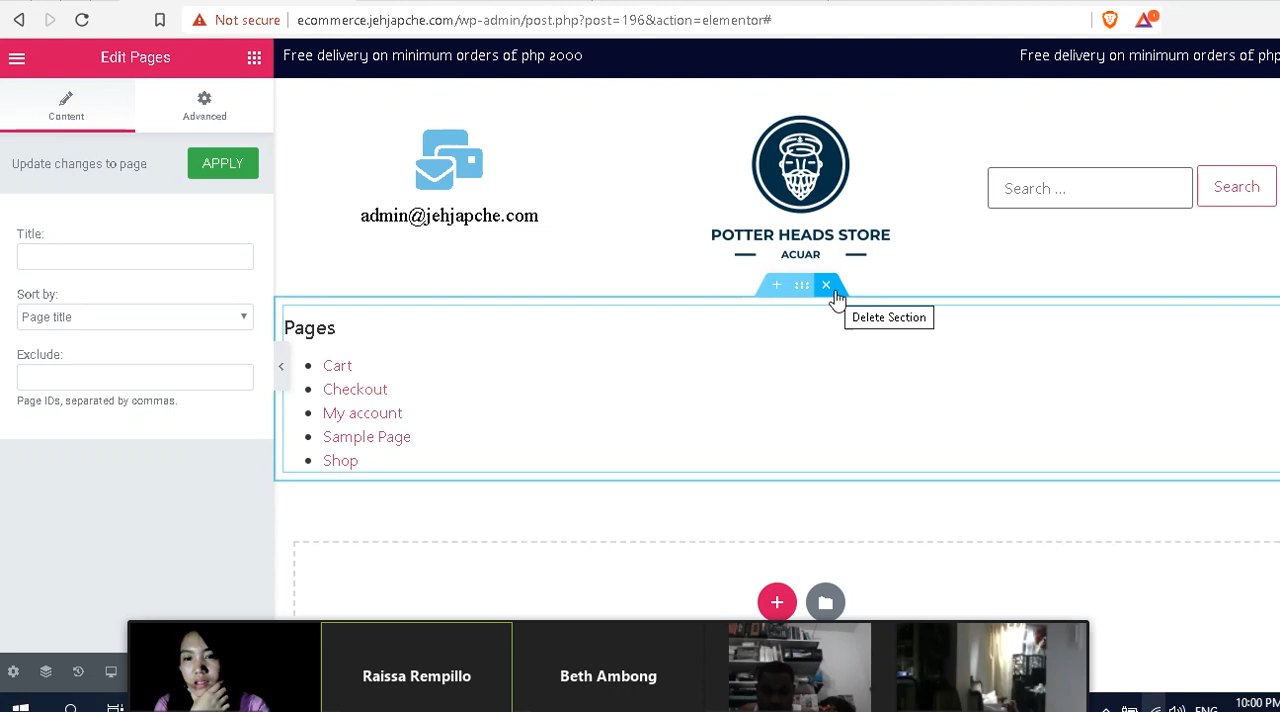 Not secure
ecommerce.jehjapche.com/wp-admin/post.php?post=196&action=elementor#
Edit Pages
Free delivery on minimum orders of php 2000
Free delivery on minimum orders of php
Content
Advanced
Update changes to page
APPLY
admin@jehjapche.com
POTTER HEADS STORE
ACUAR
Search ...
Search
Title:
Sort by:
Page title
Exclude:
Page IDs, separated by commas.
Delete Section
Pages
Cart
Checkout
My account
Sample Page
Shop
Raissa Rempillo
Beth Ambong
ENG
10:00 PM